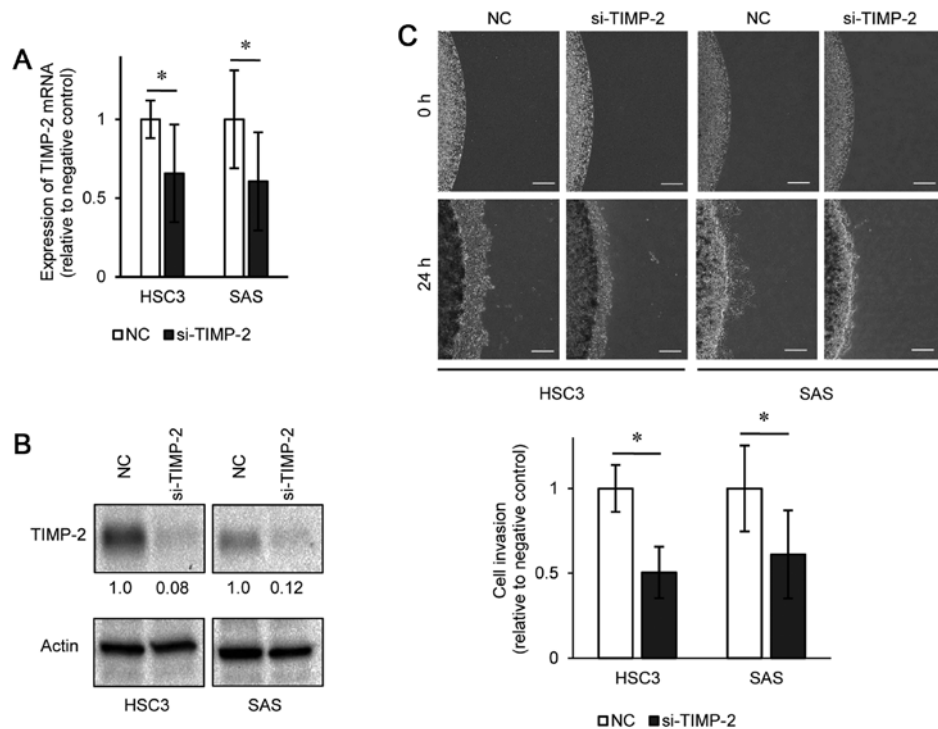 A
Expression of TIMP-2 mRNA
(relative to negative control)
1
0.5
0
*
*
HSC3
SAS
NC
si-TIMP-2
B
NC
si-TIMP-2
NC
si-TIMP-2
TIMP-2
1.0
0.08
1.0
0.12
Actin
HSC3
SAS
C
NC
si-TIMP-2
NC
si-TIMP-2
0 h
24 h
HSC3
SAS
Cell invasion
(relative to negative control)
1
0.5
0
*
*
HSC3
SAS
NC
si-TIMP-2